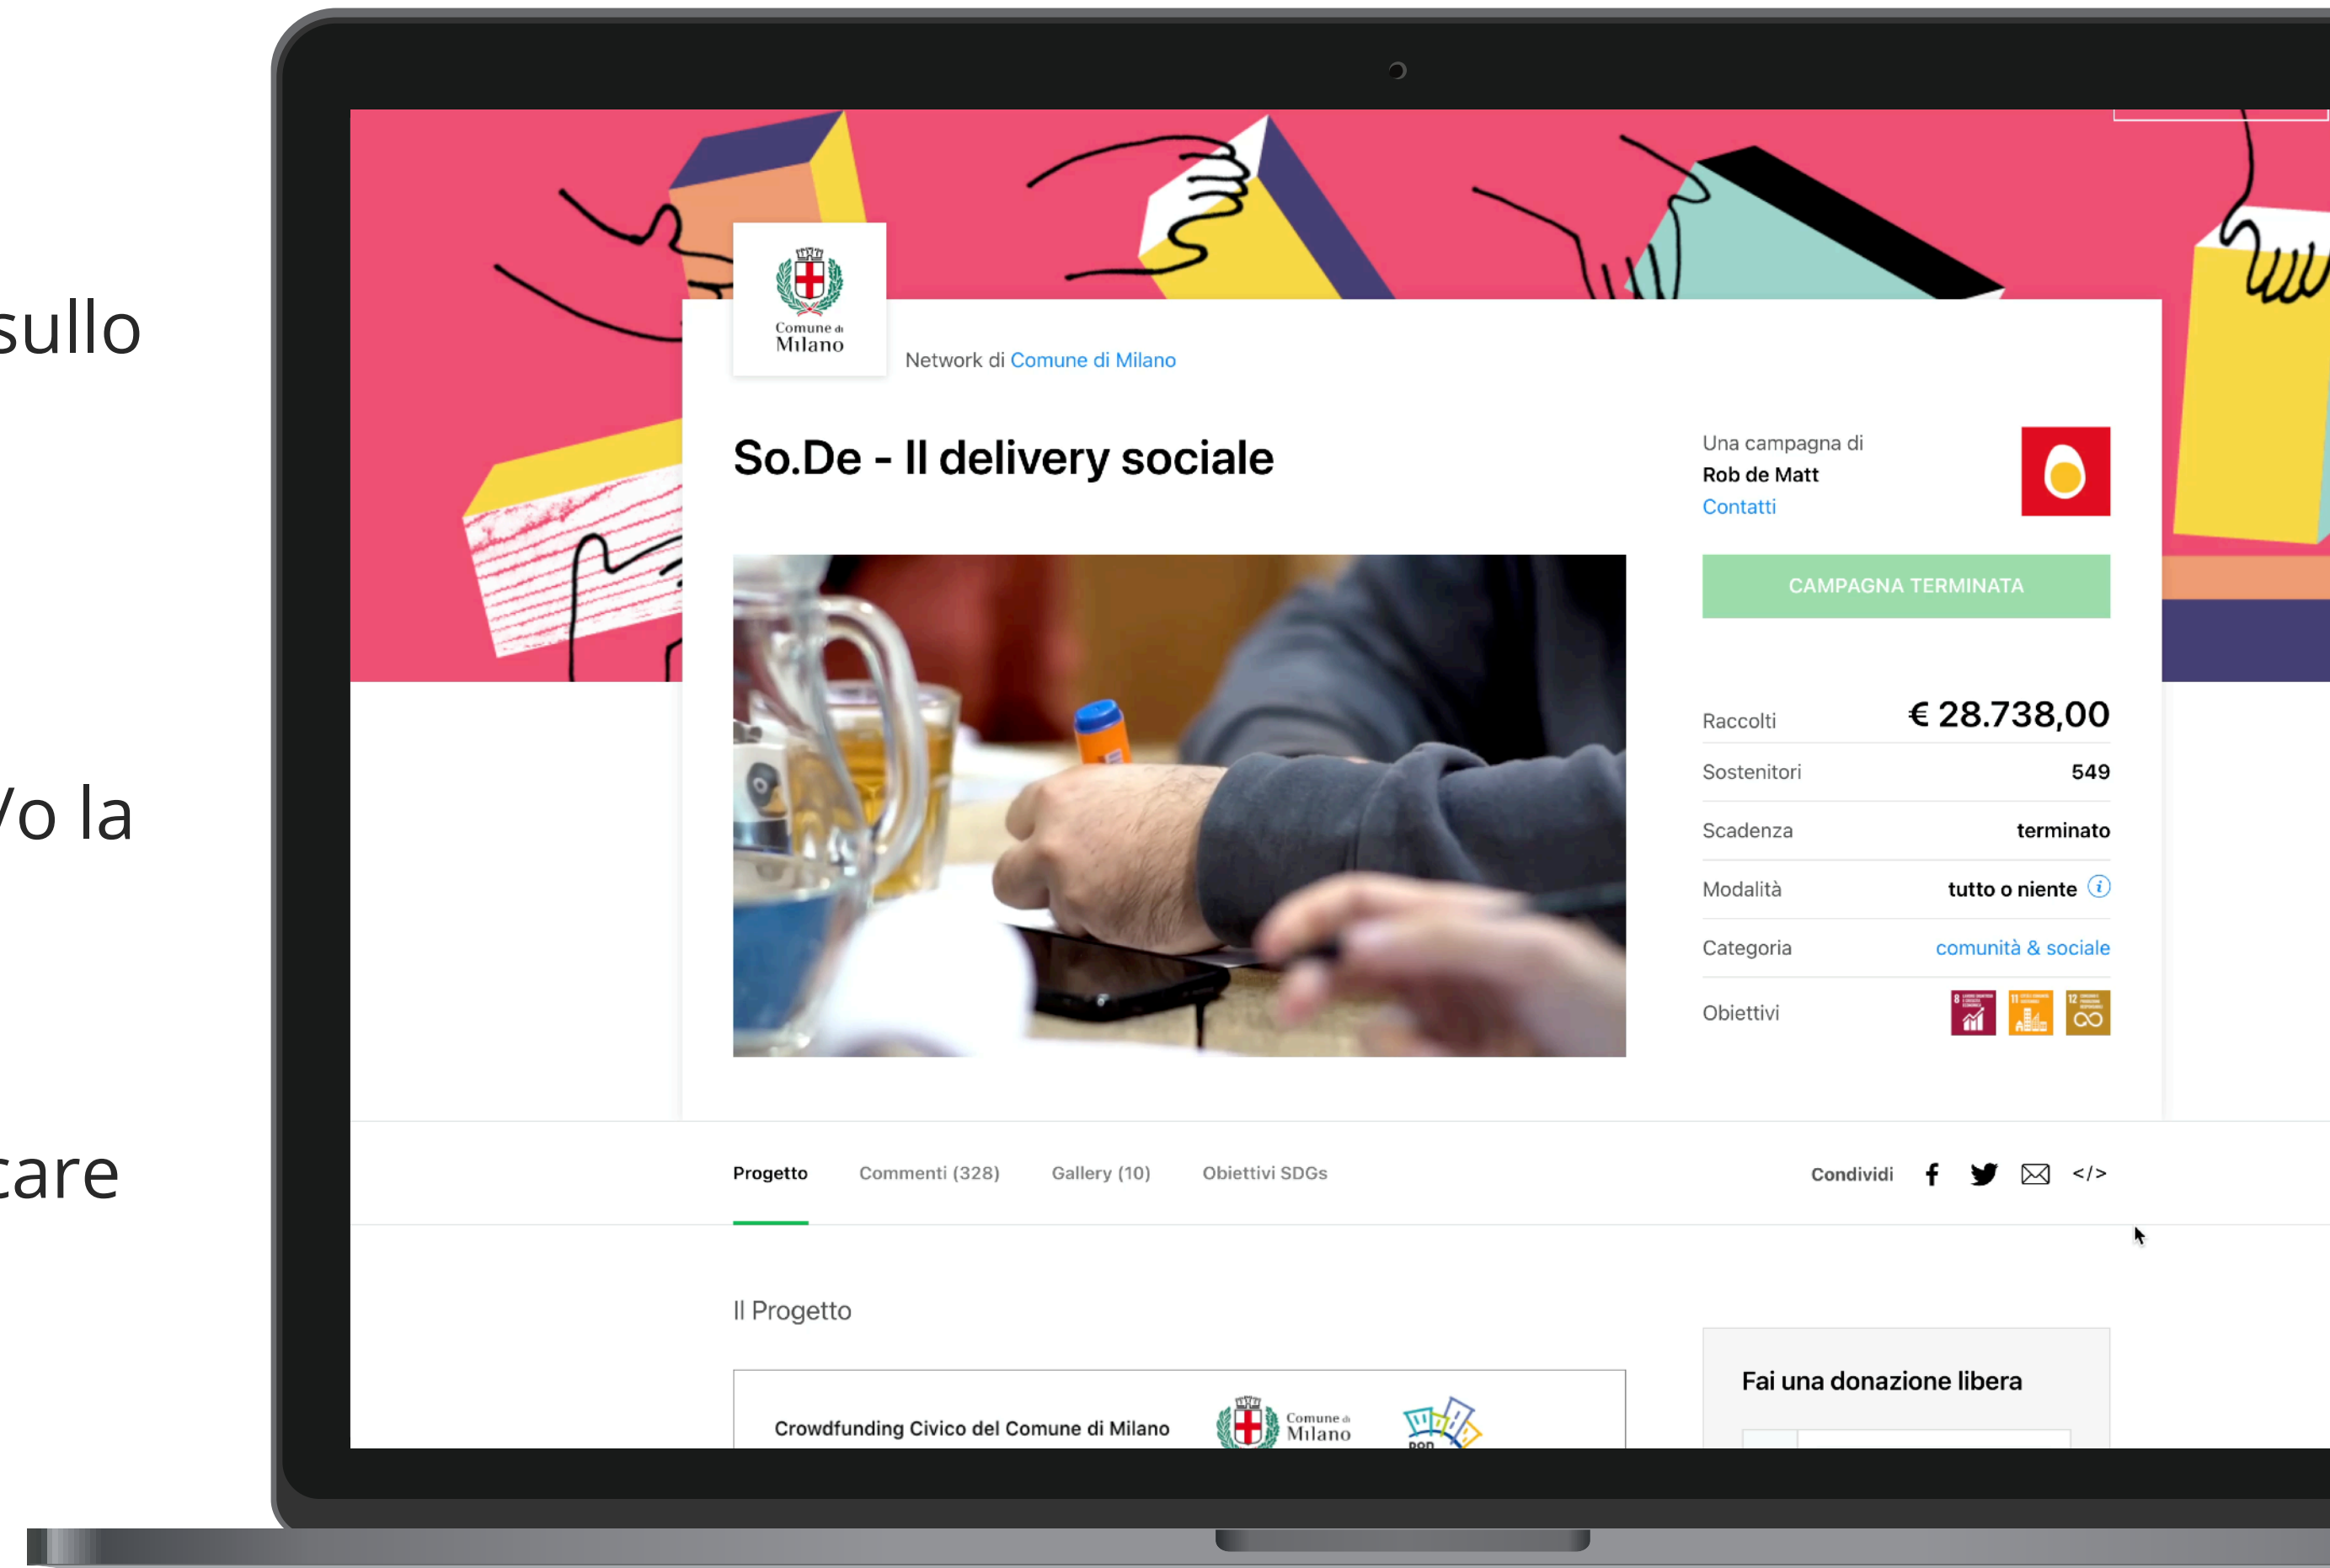 sullo
/o la
care
Comune di
Milano
Network di Comune di Milano
So.De - Il delivery sociale
Una campagna di
Rob de Matt
Contatti
CAMPAGNA TERMINATA
Raccolti € 28.738,00
Sostenitori 549
Scadenza terminato
Modalità tutto o niente
Categoria comunità & sociale
Obiettivi 8 11 12
Progetto Commenti (328) Gallery (10) Obiettivi SDGs Condividi
Il Progetto
Crowdfunding Civico del Comune di Milano
Comune di
Milano
Fai una donazione libera